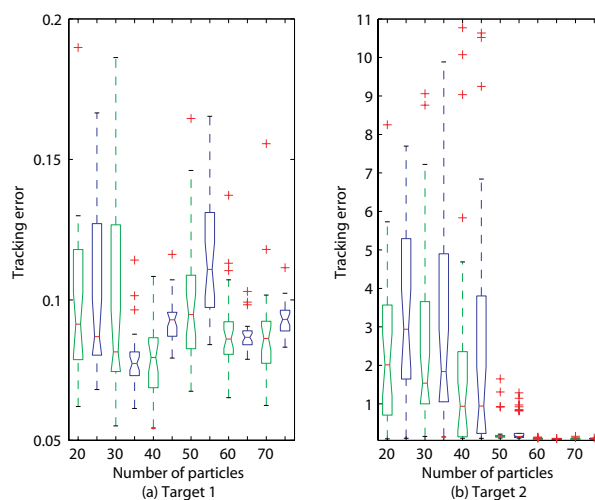 0.2
0.15
0.1
0.05
Tracking error
20 30 40 50 60 70
Number of particles
(a) Target 1
11
10
9
8
7
6
5
4
3
2
1
Tracking error
20 30 40 50 60 70
Number of particles
(b) Target 2